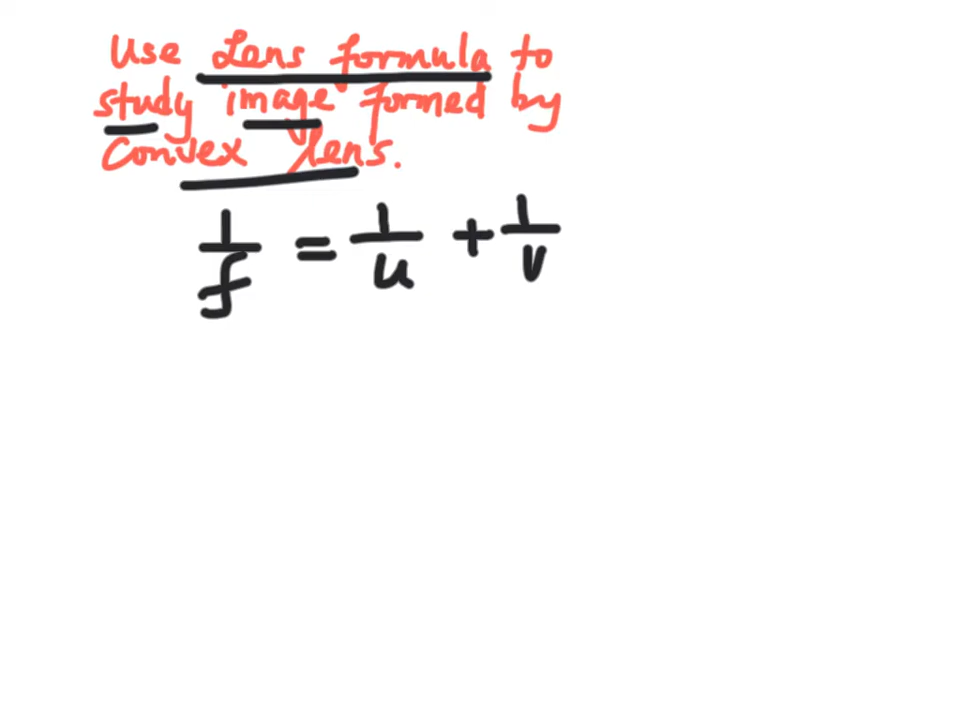 Use Lens formula to
study image formed by
Convex lens.
1/f = 1/u + 1/v